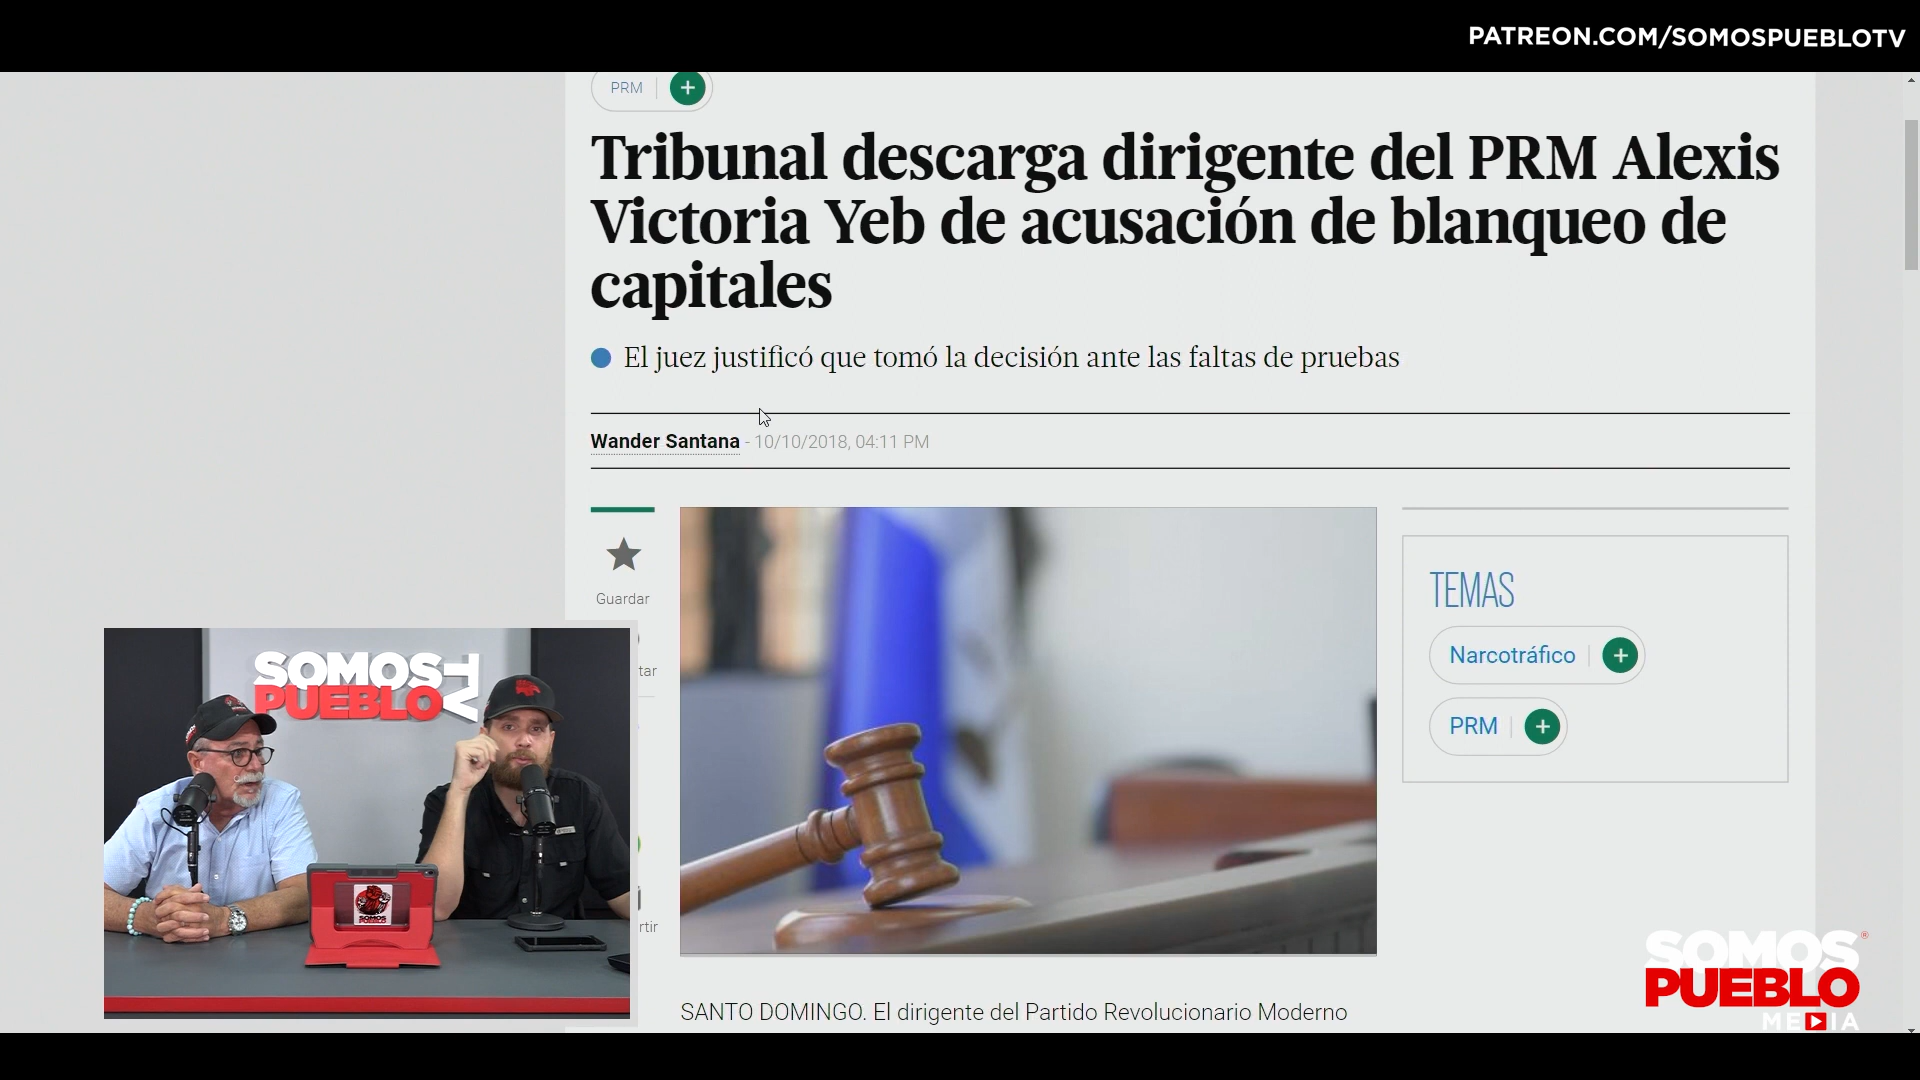 PATREON.COM/SOMOSPUEBLOTV
PRM
Tribunal descarga dirigente del PRM Alexis
Victoria Yeb de acusación de blanqueo de
capitales
El juez justificó que tomó la decisión ante las faltas de pruebas
Wander Santana - 10/10/2018, 04:11 PM
Guardar
tar
rtir
TEMAS
Narcotráfico
PRM
SOMOS TV
PUEBLO
SANTO DOMINGO. El dirigente del Partido Revolucionario Moderno
SOMOS®
PUEBLO
MEDIA